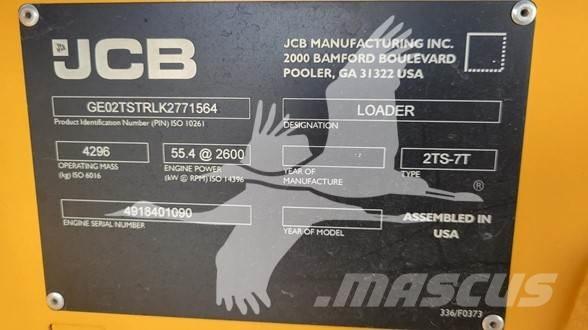 JCB
JCB MANUFACTURING INC.
2000 BAMFORD BOULEVARD
POOLER, GA 31322 USA
GE02TSTRLK2771564
Product Identification Number (PIN) ISO 10261
LOADER
DESIGNATION
4296
OPERATING MASS
(kg) ISO 6016
55.4 @ 2600
ENGINE POWER
(kW @ RPM) ISO 14396
YEAR OF
MANUFACTURE
2TS-7T
TYPE
®
4918401090
ENGINE SERIAL NUMBER
YEAR OF MODEL
ASSEMBLED IN
USA
MASCUS
336/F0373